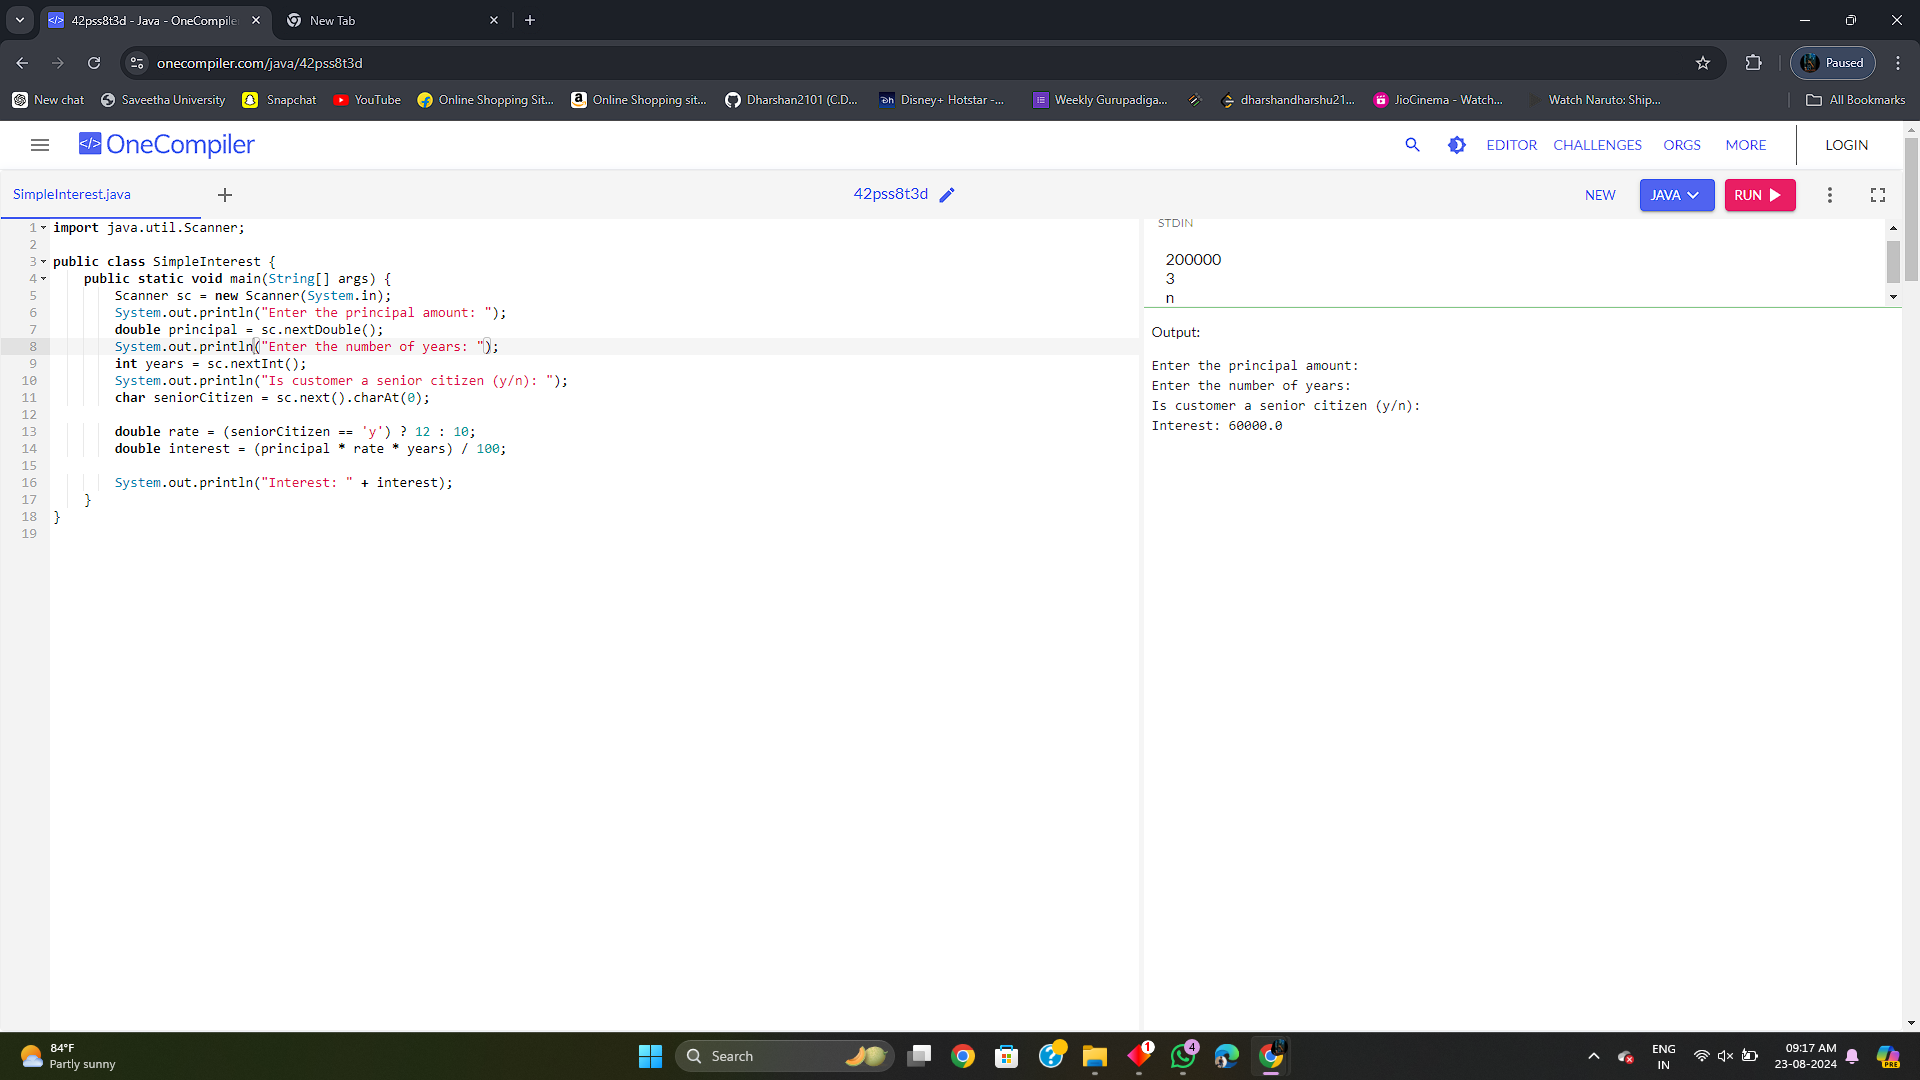 42pss8t3d - Java - OneCompile
New Tab
onecompiler.com/java/42pss8t3d
Paused
New chat
Saveetha University
Snapchat
YouTube
Online Shopping Sit...
Online Shopping sit...
Dharshan2101 (C.D...
Disney+ Hotstar -...
Weekly Gurupadiga...
dharshandharshu21...
JioCinema - Watch...
Watch Naruto: Ship...
All Bookmarks
</> OneCompiler
EDITOR
CHALLENGES
ORGS
MORE
LOGIN
SimpleInterest.java
42pss8t3d
NEW
JAVA
RUN
1 import java.util.Scanner;
2
3 public class SimpleInterest {
4 public static void main(String[] args) {
5 Scanner sc = new Scanner(System.in);
6 System.out.println("Enter the principal amount: ");
7 double principal = sc.nextDouble();
8 System.out.println("Enter the number of years: ");
9 int years = sc.nextInt();
10 System.out.println("Is customer a senior citizen (y/n): ");
11 char seniorCitizen = sc.next().charAt(0);
12
13 double rate = (seniorCitizen == 'y') ? 12 : 10;
14 double interest = (principal * rate * years) / 100;
15
16 System.out.println("Interest: " + interest);
17 }
18 }
19
STDIN
200000
3
n
Output:
Enter the principal amount:
Enter the number of years:
Is customer a senior citizen (y/n):
Interest: 60000.0
84°F
Partly sunny
Search
1
4
ENG
IN
09:17 AM
23-08-2024
PRE